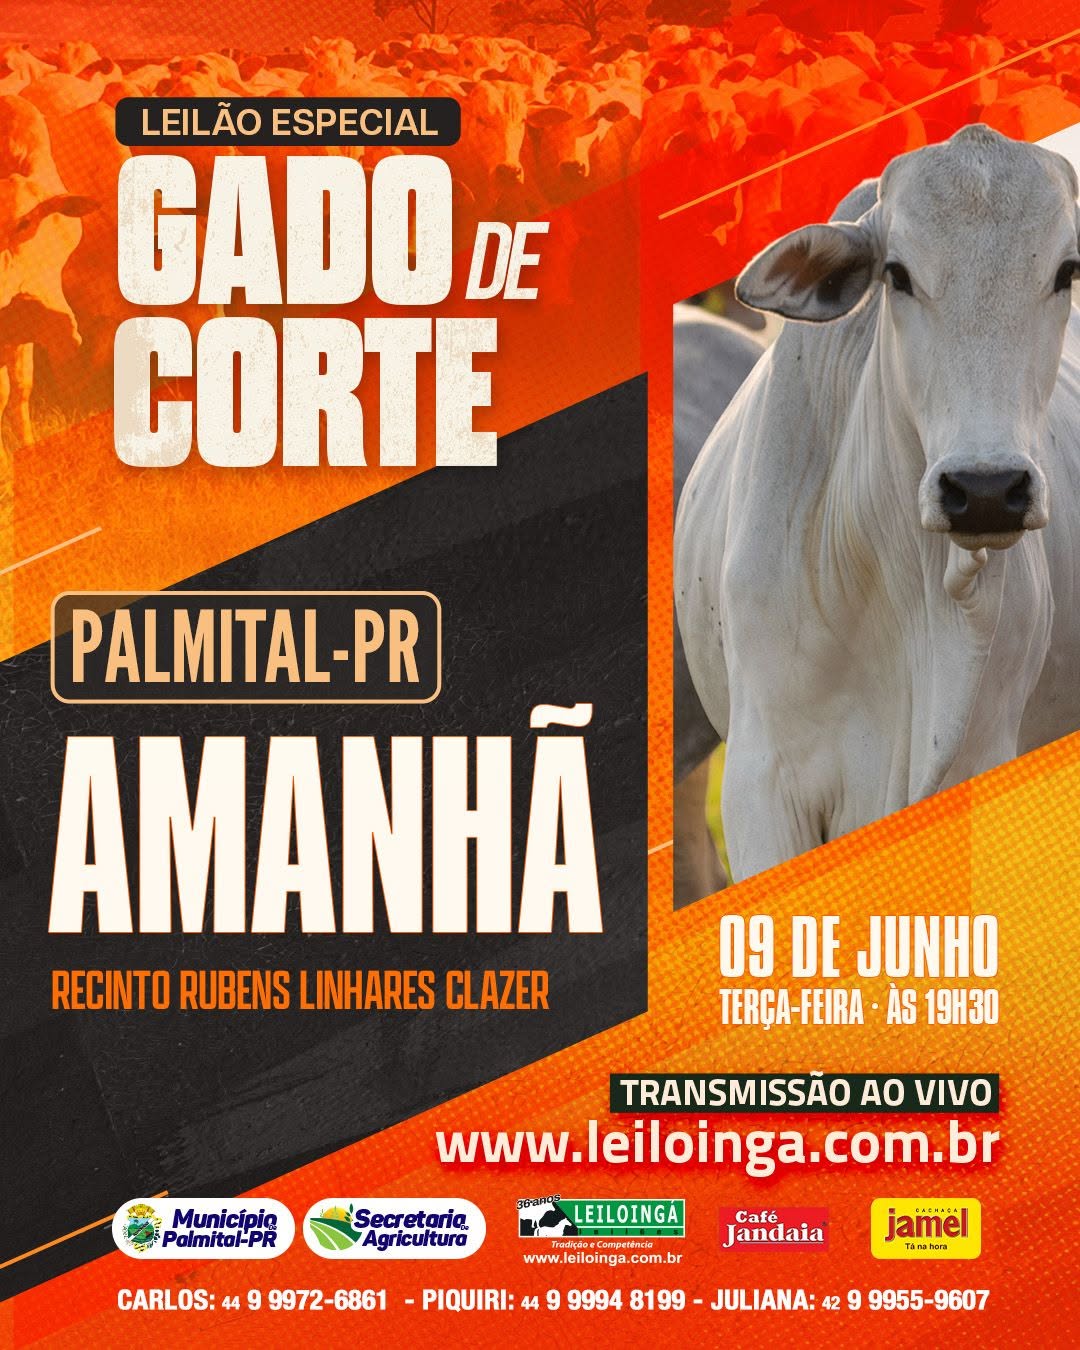 LEILÃO ESPECIAL
GADO DE
CORTE
PALMITAL-PR
AMANHÃ
RECINTO RUBENS LINHARES CLAZER
09 DE JUNHO
TERÇA-FEIRA · ÀS 19H30
TRANSMISSÃO AO VIVO
www.leiloinga.com.br
Município De
Palmital-PR
Secretaria De
Agricultura
36 anos
LEILOINGÁ
LEILÕES
Tradição e Competência
www.leiloinga.com.br
Café
Jandaia
CACHAÇA
jamel
Tá na hora
CARLOS: 44 9 9972-6861 - PIQUIRI: 44 9 9994 8199 - JULIANA: 42 9 9955-9607